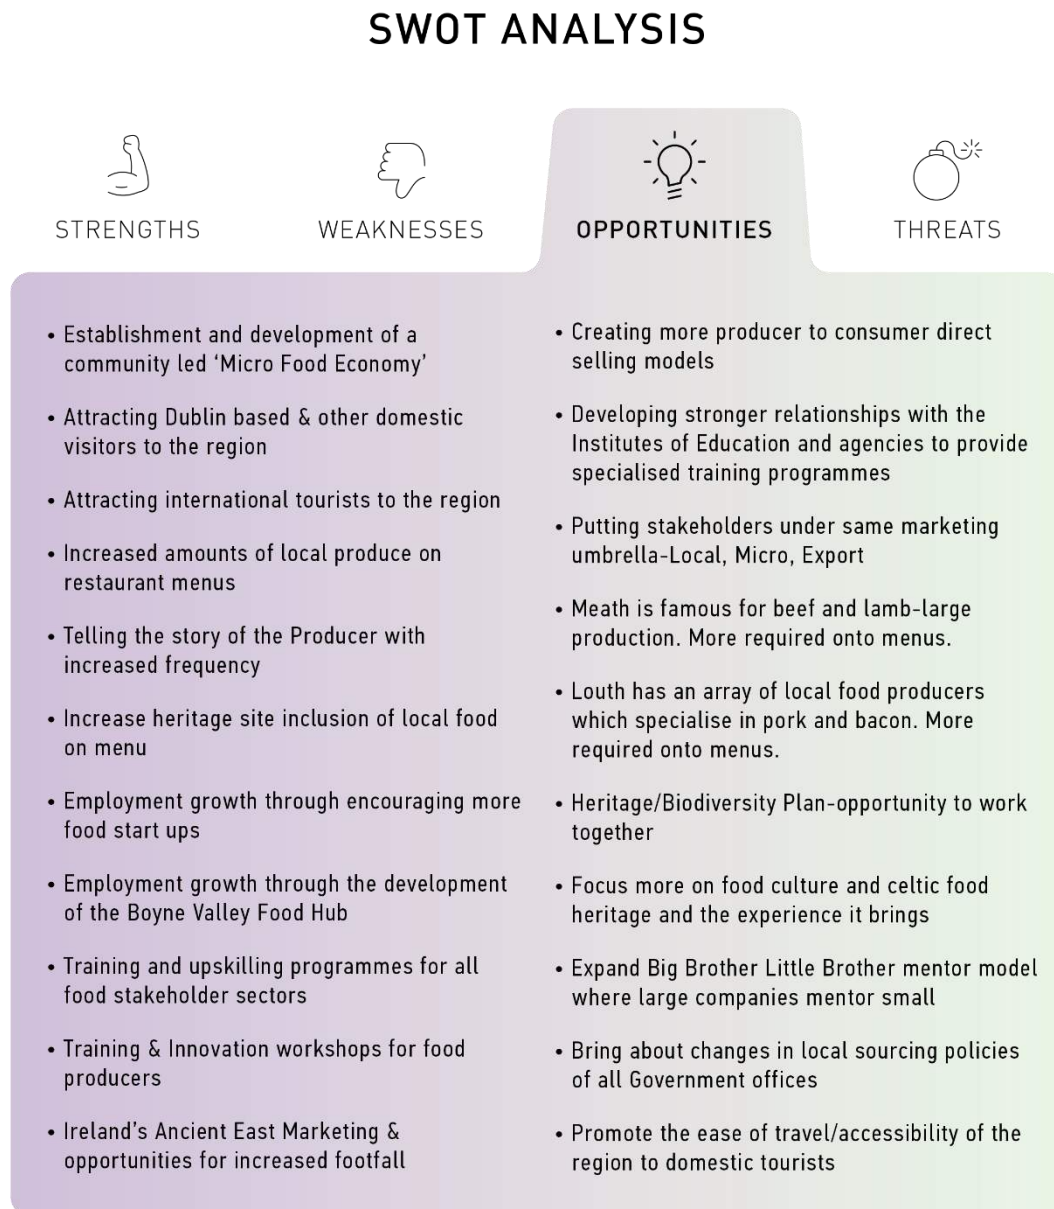 SWOT ANALYSIS
STRENGTHS
WEAKNESSES
OPPORTUNITIES
THREATS
• Establishment and development of a
community led ‘Micro Food Economy’
• Attracting Dublin based & other domestic
visitors to the region
• Attracting international tourists to the region
• Increased amounts of local produce on
restaurant menus
• Telling the story of the Producer with
increased frequency
• Increase heritage site inclusion of local food
on menu
• Employment growth through encouraging more
food start ups
• Employment growth through the development
of the Boyne Valley Food Hub
• Training and upskilling programmes for all
food stakeholder sectors
• Training & Innovation workshops for food
producers
• Ireland’s Ancient East Marketing &
opportunities for increased footfall
• Creating more producer to consumer direct
selling models
• Developing stronger relationships with the
Institutes of Education and agencies to provide
specialised training programmes
• Putting stakeholders under same marketing
umbrella-Local, Micro, Export
• Meath is famous for beef and lamb-large
production. More required onto menus.
• Louth has an array of local food producers
which specialise in pork and bacon. More
required onto menus.
• Heritage/Biodiversity Plan-opportunity to work
together
• Focus more on food culture and celtic food
heritage and the experience it brings
• Expand Big Brother Little Brother mentor model
where large companies mentor small
• Bring about changes in local sourcing policies
of all Government offices
• Promote the ease of travel/accessibility of the
region to domestic tourists